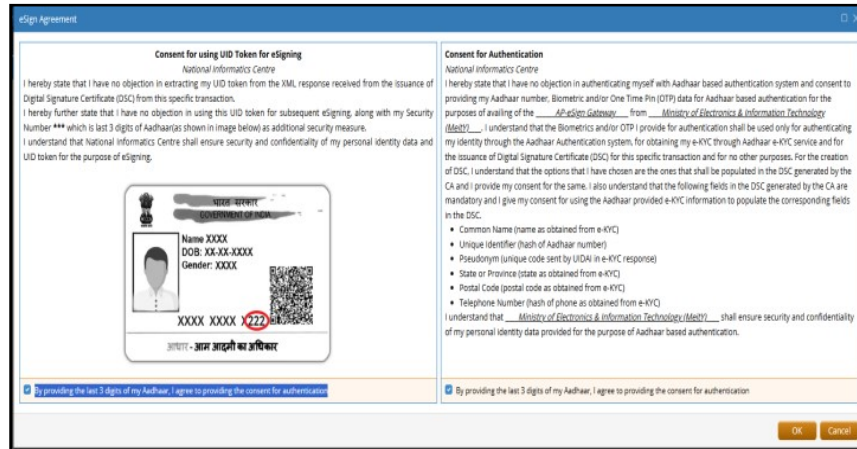 eSign Agreement
Consent for using UID Token for eSigning
National Informatics Centre
I hereby state that I have no objection in extracting my UID token from the XML response received from the issuance of
Digital Signature Certificate (DSC) from this specific transaction.
I hereby further state that I have no objection in using this UID token for subsequent eSigning, along with my Security
Number *** which is last 3 digits of Aadhaar(as shown in image below) as additional security measure.
I understand that National Informatics Centre shall ensure security and confidentiality of my personal identity data and
UID token for the purpose of eSigning.
भारत सरकार
GOVERNMENT OF INDIA
Name XXXX
DOB: XX-XX-XXXX
Gender: XXXX
XXXX XXXX X222
आधार - आम आदमी का अधिकार
By providing the last 3 digits of my Aadhaar, I agree to providing the consent for authentication
Consent for Authentication
National Informatics Centre
I hereby state that I have no objection in authenticating myself with Aadhaar based authentication system and consent to
providing my Aadhaar number, Biometric and/or One Time Pin (OTP) data for Aadhaar based authentication for the
purposes of availing of the AP-eSign Gateway from Ministry of Electronics & Information Technology
(MeitY) . I understand that the Biometrics and/or OTP I provide for authentication shall be used only for authenticating
my identity through the Aadhaar Authentication system, for obtaining my e-KYC through Aadhaar e-KYC service and for
the issuance of Digital Signature Certificate (DSC) for this specific transaction and for no other purposes. For the creation
of DSC, I understand that the options that I have chosen are the ones that shall be populated in the DSC generated by the
CA and I provide my consent for the same. I also understand that the following fields in the DSC generated by the CA are
mandatory and I give my consent for using the Aadhaar provided e-KYC information to populate the corresponding fields
in the DSC.
• Common Name (name as obtained from e-KYC)
• Unique Identifier (hash of Aadhaar number)
• Pseudonym (unique code sent by UIDAI in e-KYC response)
• State or Province (state as obtained from e-KYC)
• Postal Code (postal code as obtained from e-KYC)
• Telephone Number (hash of phone as obtained from e-KYC)
I understand that Ministry of Electronics & Information Technology (MeitY) shall ensure security and confidentiality
of my personal identity data provided for the purpose of Aadhaar based authentication.
By providing the last 3 digits of my Aadhaar, I agree to providing the consent for authentication
OK Cancel